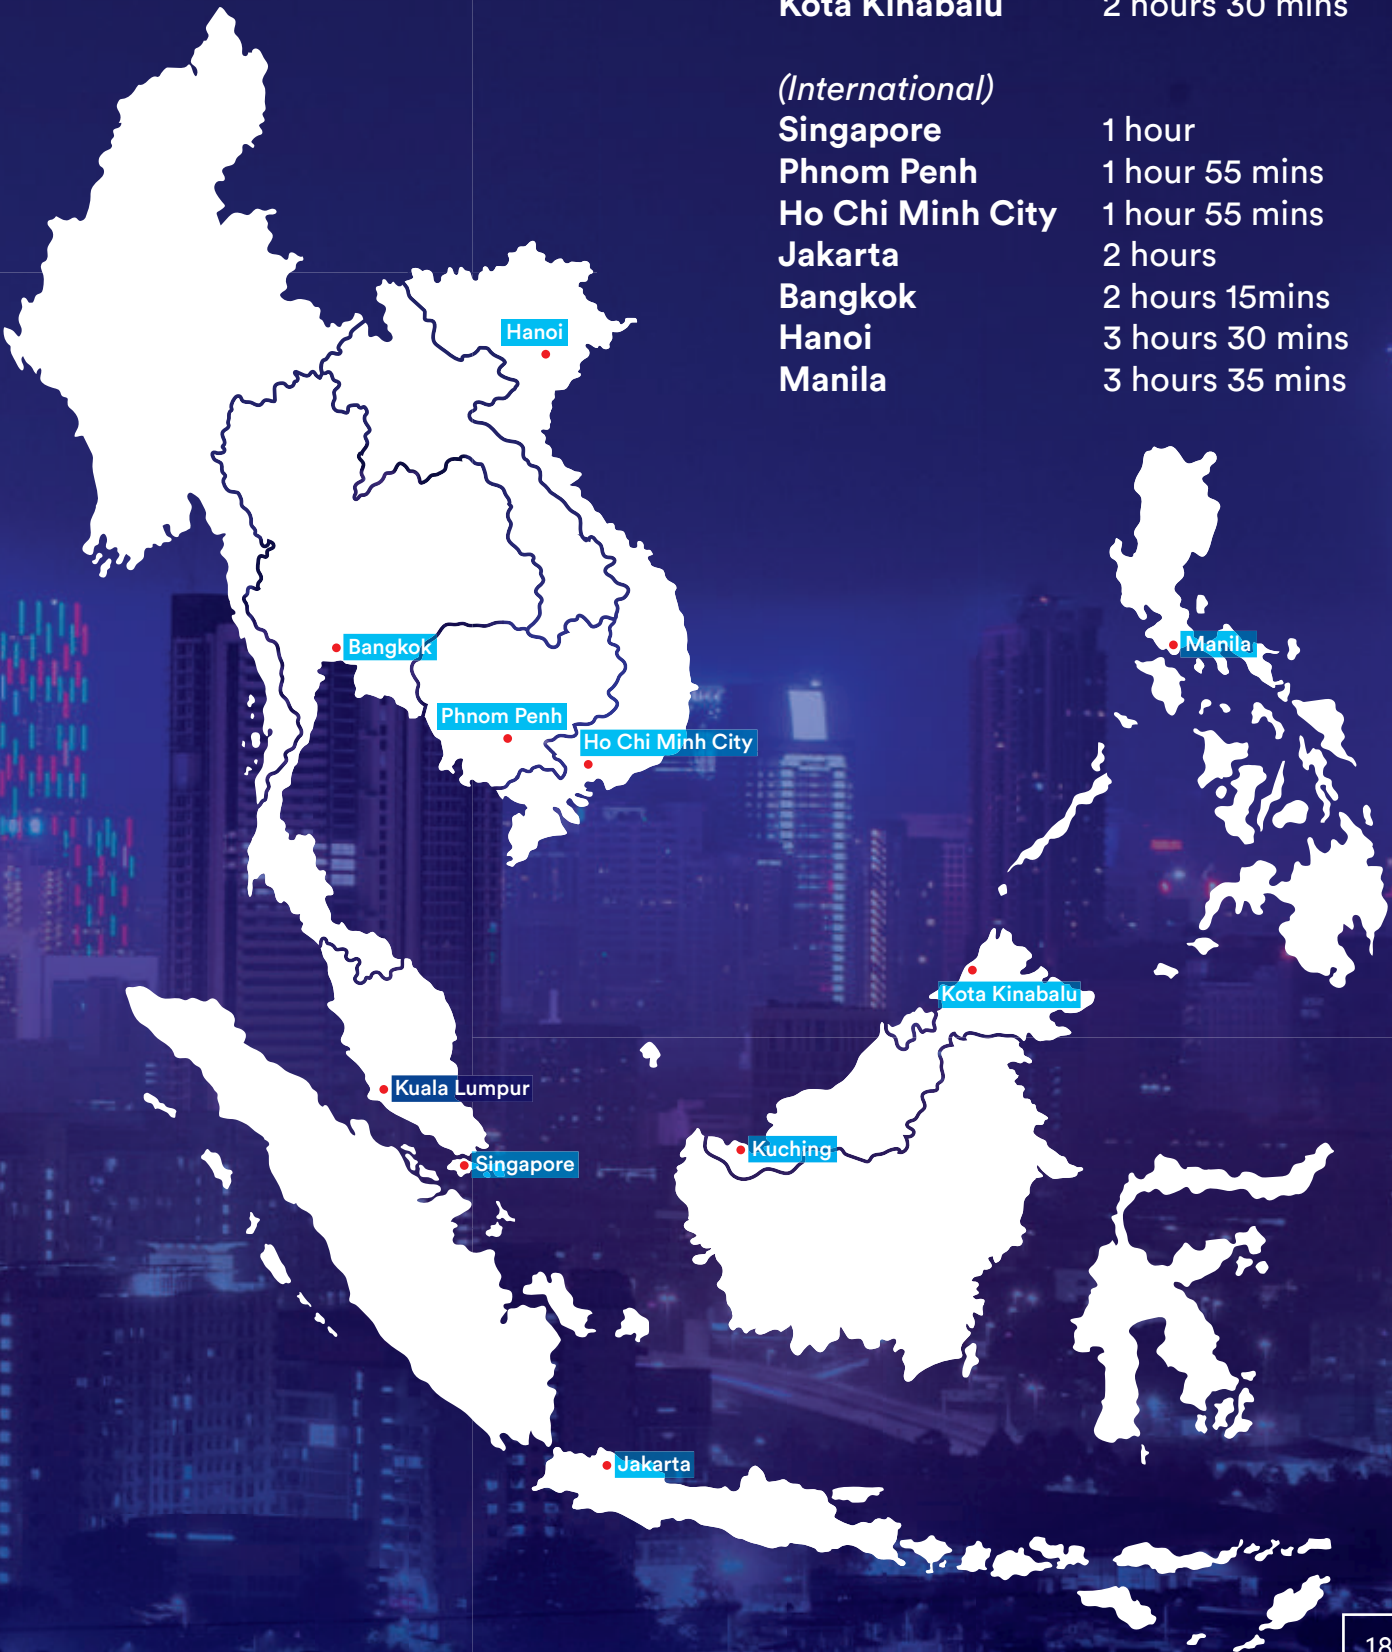 Kota Kinabalu 2 hours 30 mins
(International)
Singapore 1 hour
Phnom Penh 1 hour 55 mins
Ho Chi Minh City 1 hour 55 mins
Jakarta 2 hours
Bangkok 2 hours 15mins
Hanoi 3 hours 30 mins
Manila 3 hours 35 mins
Hanoi
Bangkok
Manila
Phnom Penh
Ho Chi Minh City
Kota Kinabalu
Kuala Lumpur
Kuching
Singapore
Jakarta
18